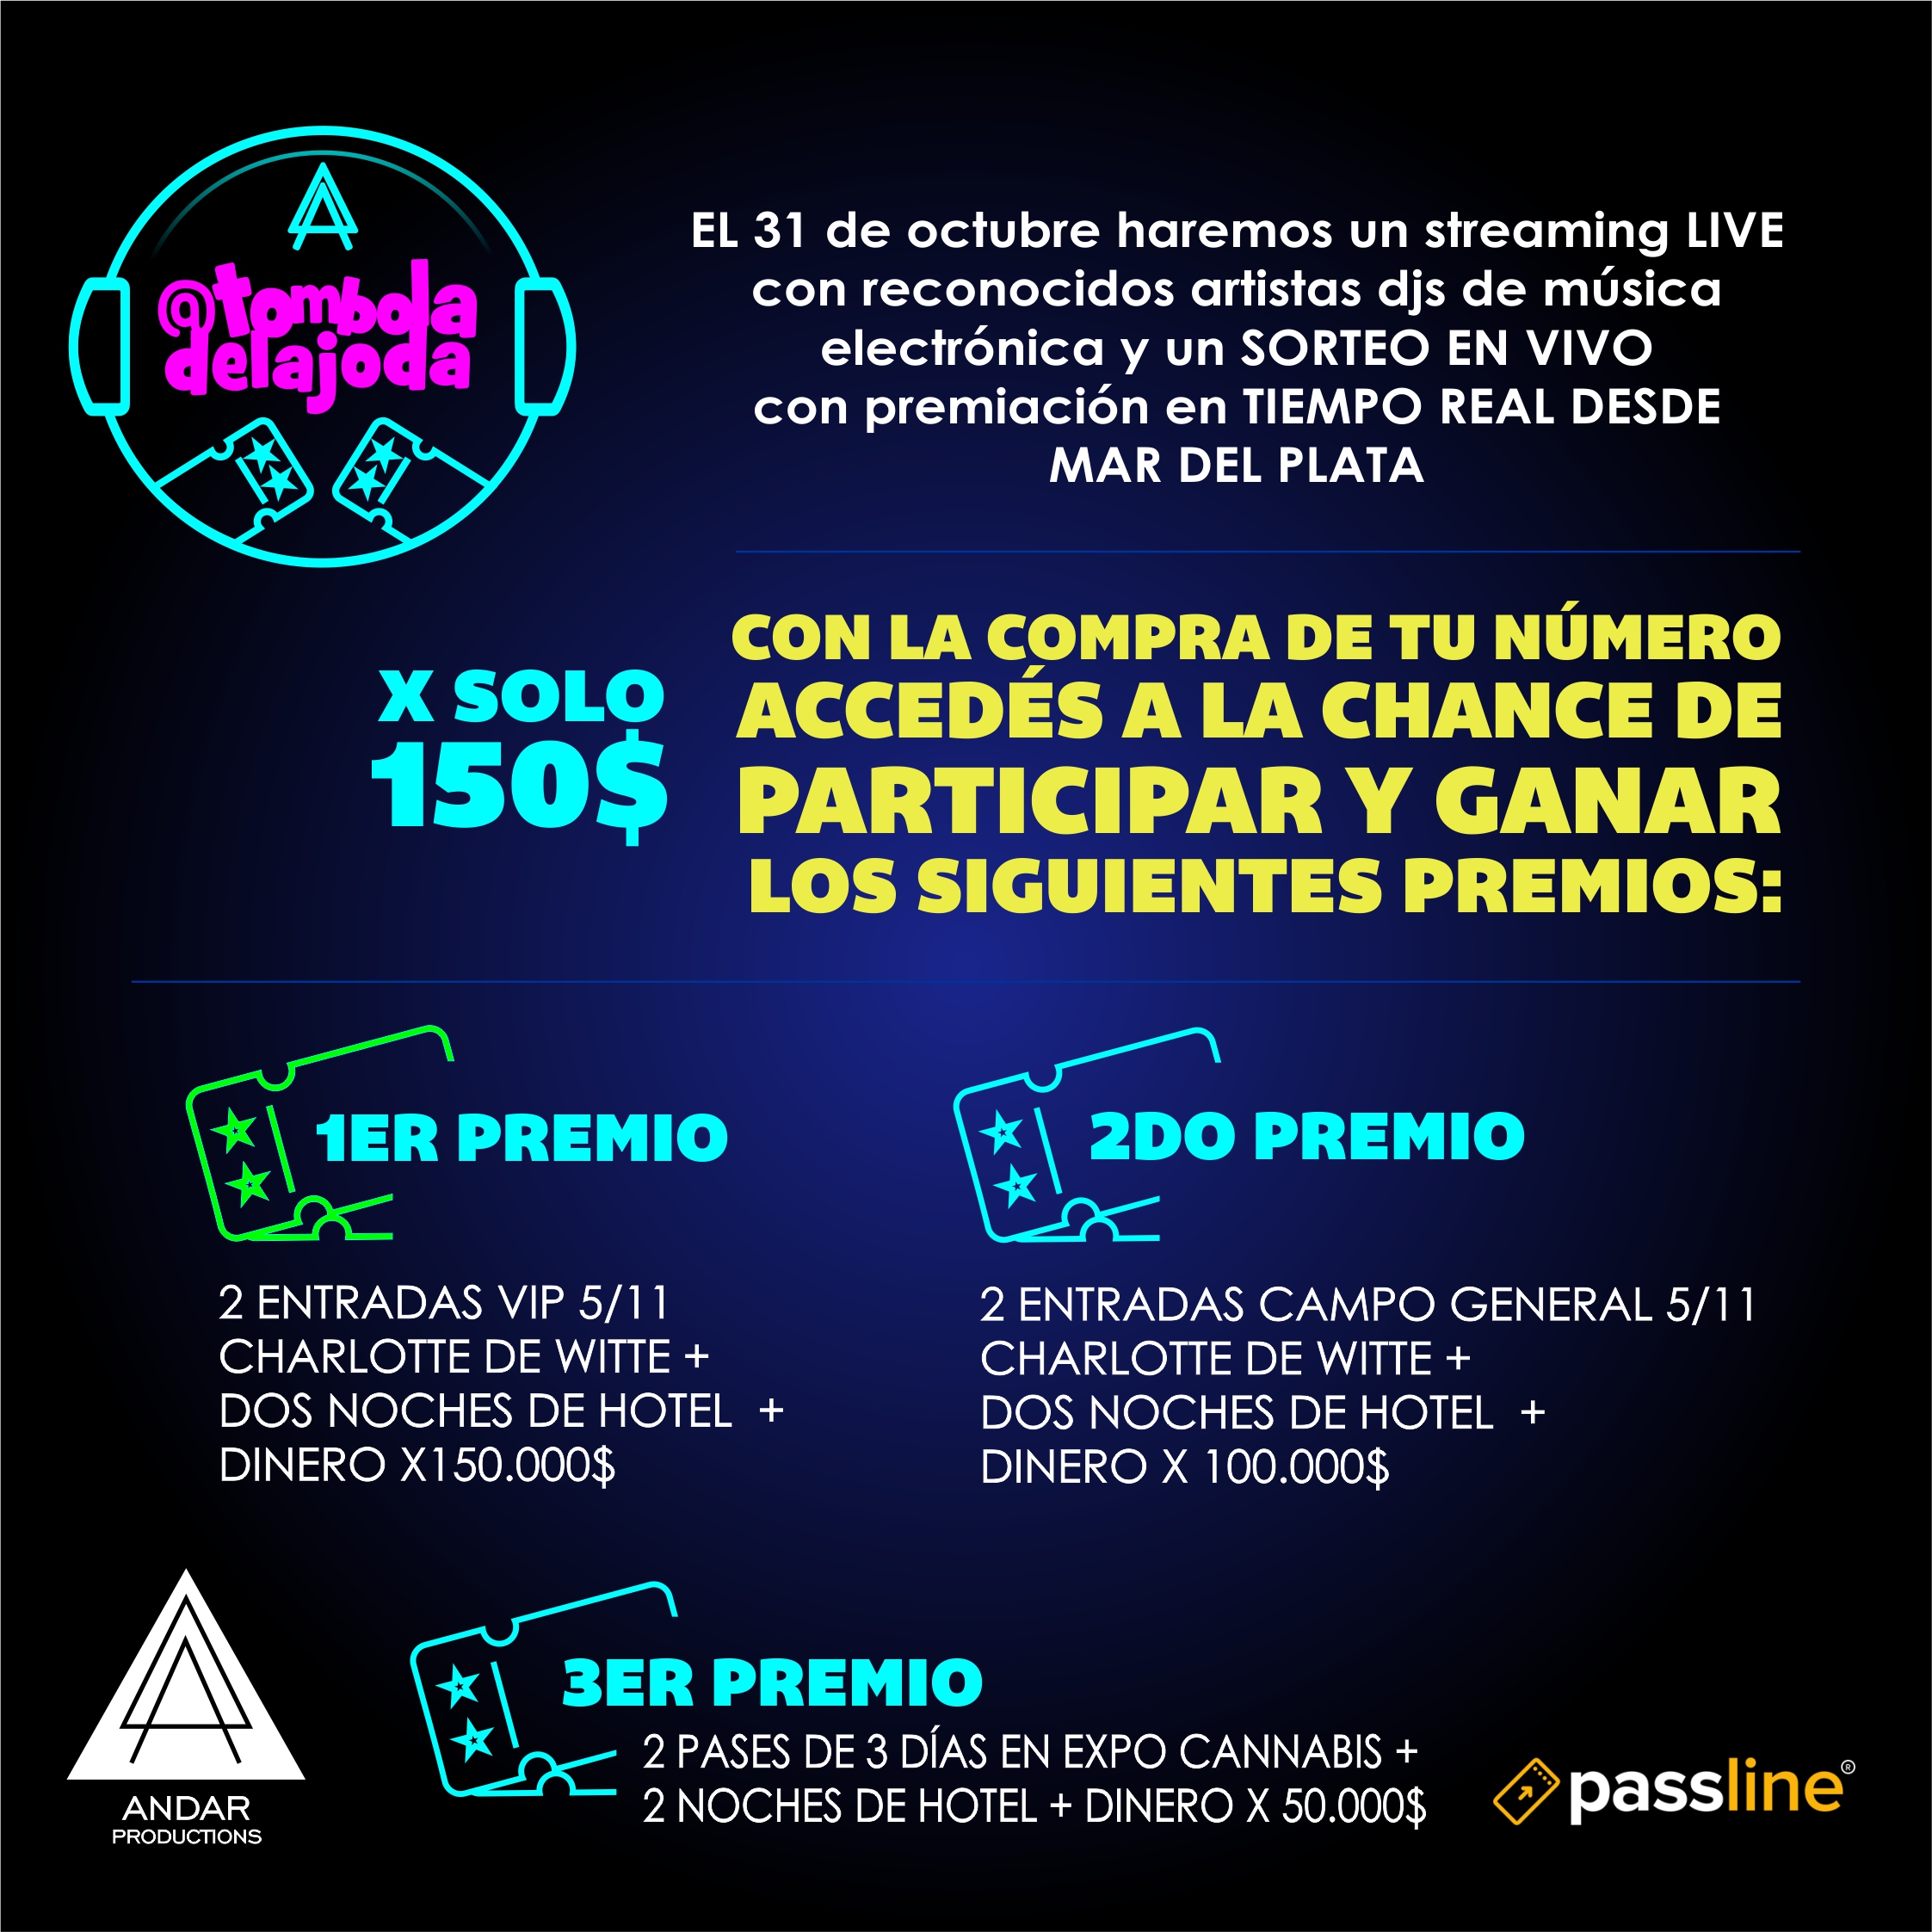 @tombola
delajoda
EL 31 de octubre haremos un streaming LIVE
con reconocidos artistas djs de música
electrónica y un SORTEO EN VIVO
con premiación en TIEMPO REAL DESDE
MAR DEL PLATA
X SOLO
150$
CON LA COMPRA DE TU NÚMERO
ACCEDÉS A LA CHANCE DE
PARTICIPAR Y GANAR
LOS SIGUIENTES PREMIOS:
1ER PREMIO
2 ENTRADAS VIP 5/11
CHARLOTTE DE WITTE +
DOS NOCHES DE HOTEL +
DINERO X150.000$
2DO PREMIO
2 ENTRADAS CAMPO GENERAL 5/11
CHARLOTTE DE WITTE +
DOS NOCHES DE HOTEL +
DINERO X 100.000$
3ER PREMIO
2 PASES DE 3 DÍAS EN EXPO CANNABIS +
2 NOCHES DE HOTEL + DINERO X 50.000$
ANDAR
PRODUCTIONS
passline®